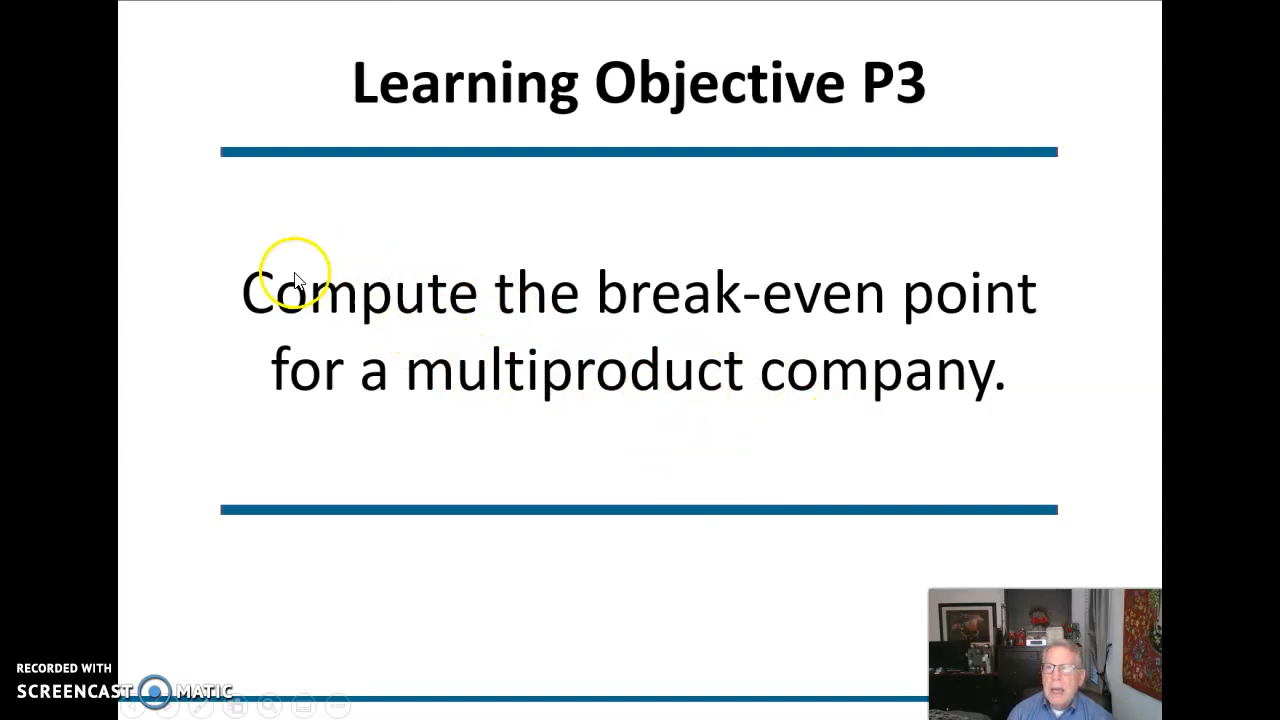 Learning Objective P3
Compute the break-even point
for a multiproduct company.
RECORDED WITH
SCREENCAST MATIC